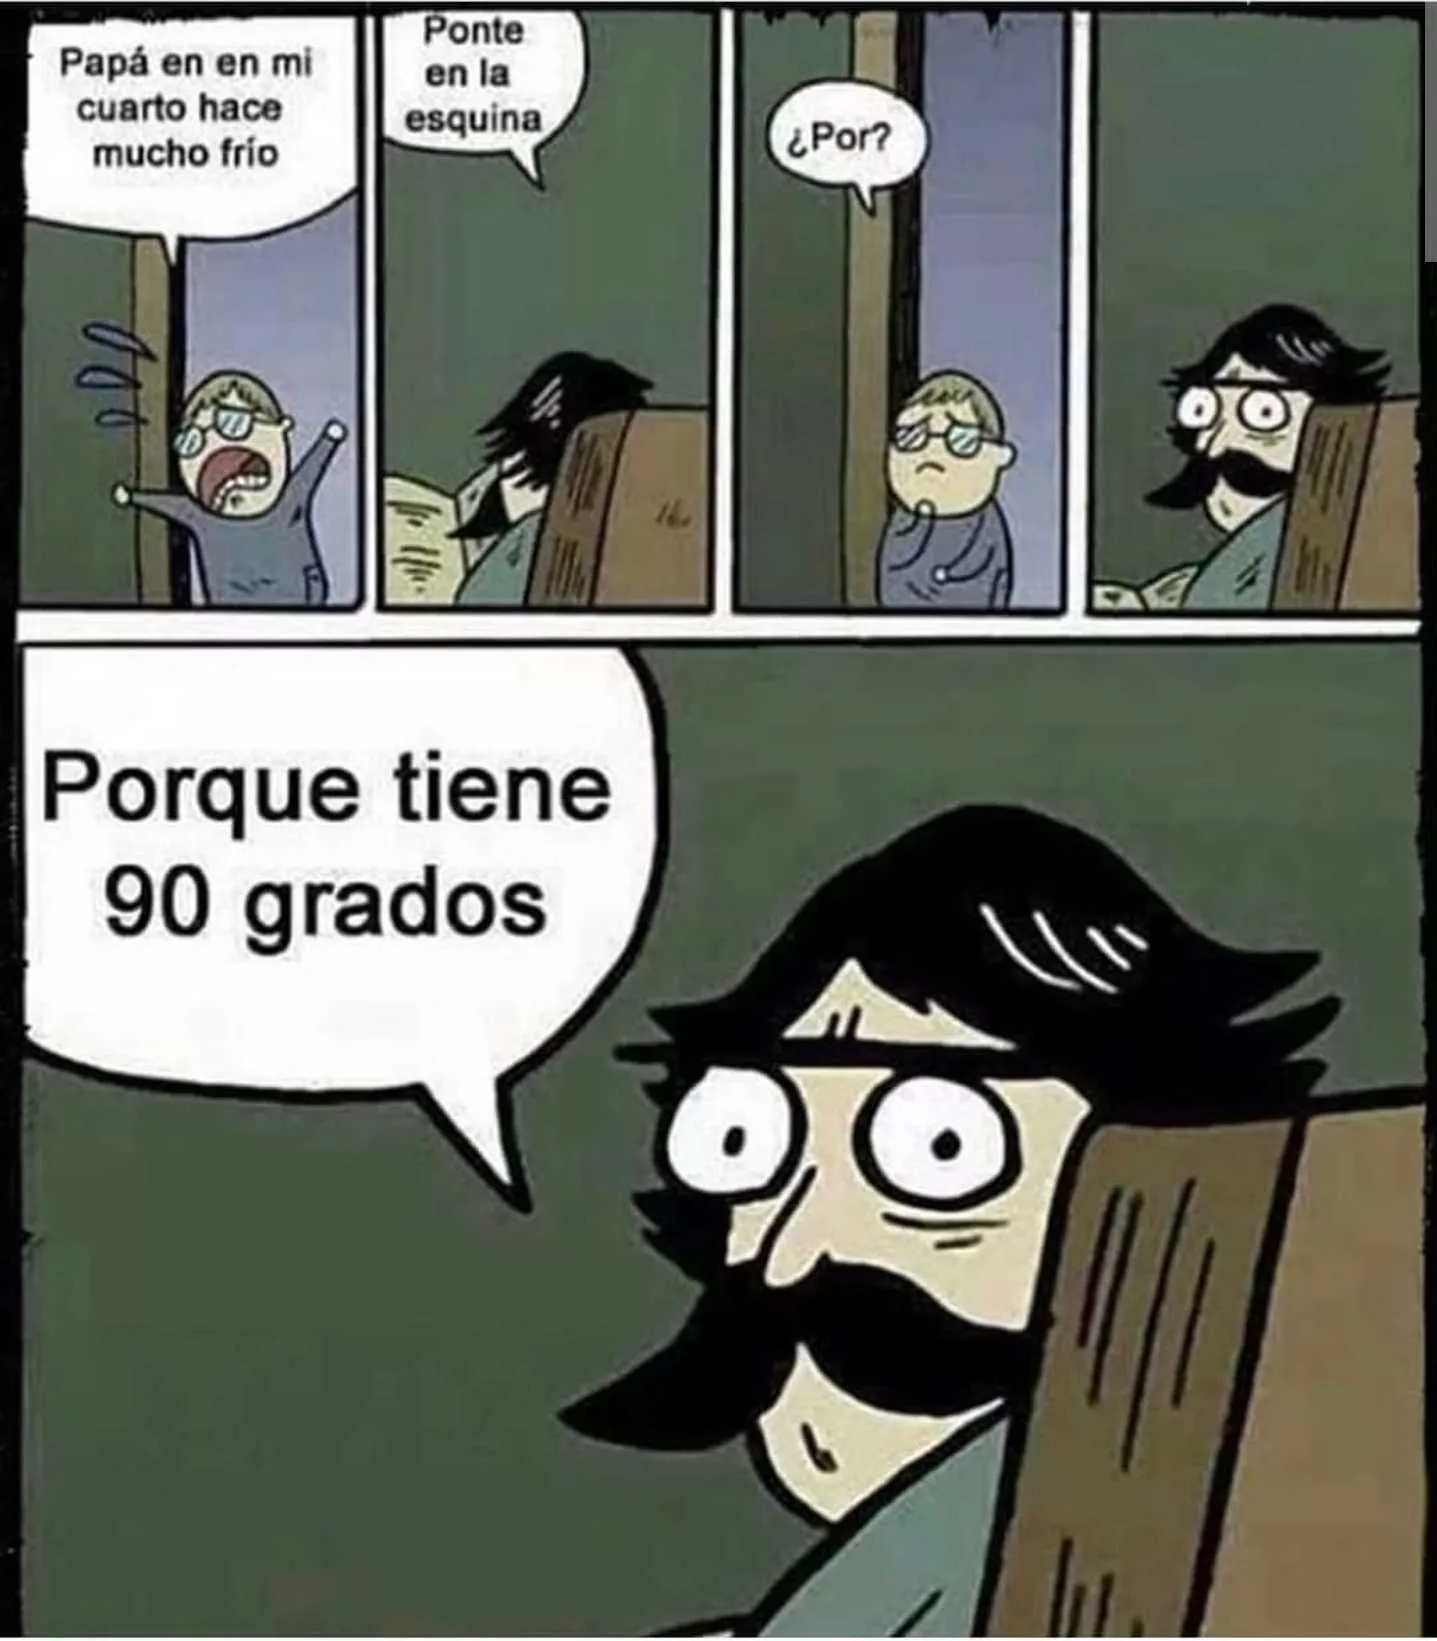 Papá en en mi
cuarto hace
mucho frío
Ponte
en la
esquina
¿Por?
Porque tiene
90 grados